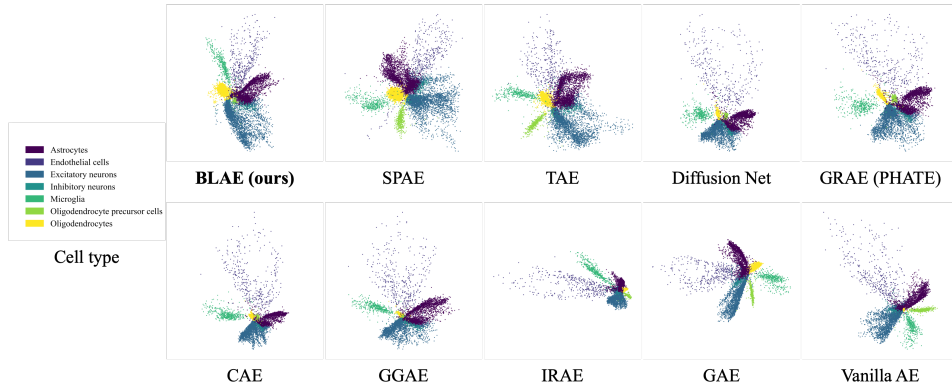 Astrocytes
Endothelial cells
Excitatory neurons
Inhibitory neurons
Microglia
Oligodendrocyte precursor cells
Oligodendrocytes
Cell type
BLAE (ours)
SPAE
TAE
Diffusion Net
GRAE (PHATE)
CAE
GGAE
IRAE
GAE
Vanilla AE